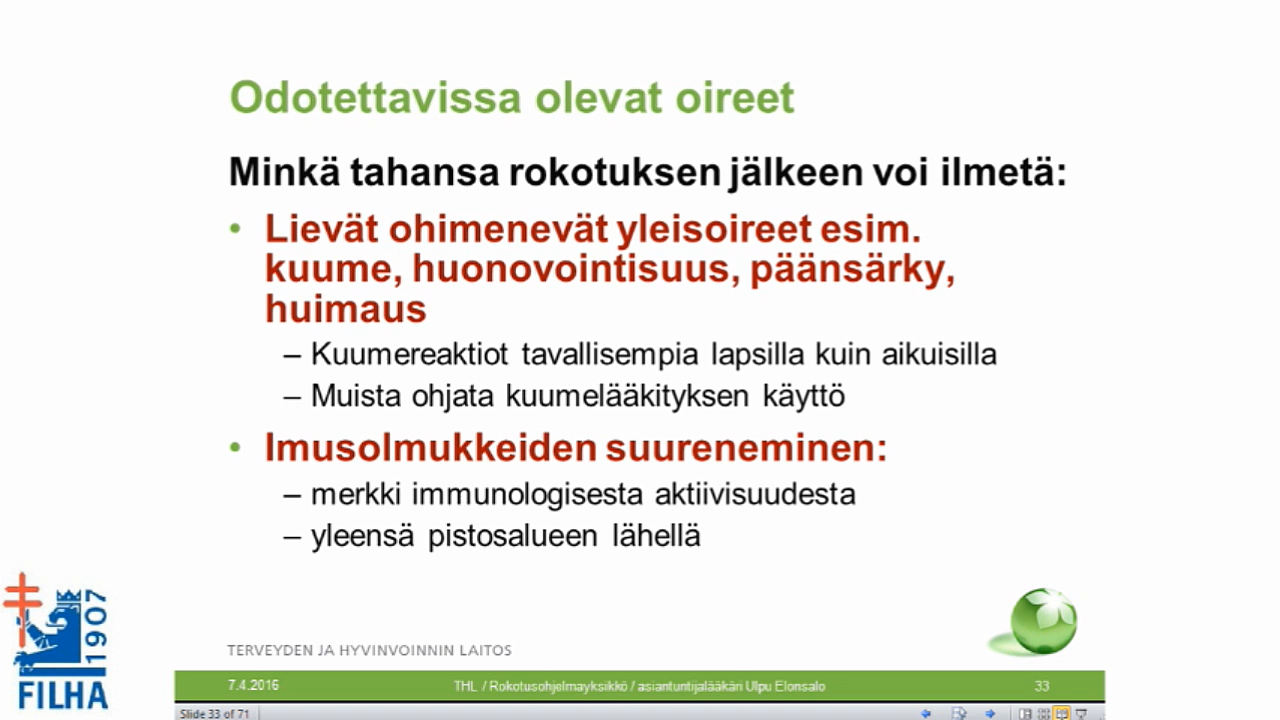 Odotettavissa olevat oireet
Minkä tahansa rokotuksen jälkeen voi ilmetä:
• Lievät ohimenevät yleisoireet esim.
kuume, huonovointisuus, päänsärky,
huimaus
– Kuumereaktiot tavallisempia lapsilla kuin aikuisilla
– Muista ohjata kuumelääkityksen käyttö
• Imusolmukkeiden suureneminen:
– merkki immunologisesta aktiivisuudesta
– yleensä pistosalueen lähellä
1907
FILHA
TERVEYDEN JA HYVINVOINNIN LAITOS
7.4.2016 THL / Rokotusohjelmayksikkö / asiantuntijalääkäri Ulpu Elonsalo 33
Slide 33 of 71